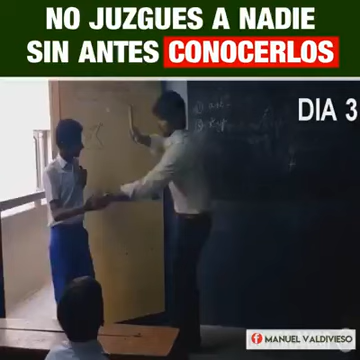 NO JUZGUES A NADIE
SIN ANTES CONOCERLOS
DIA 3
MANUEL VALDIVIESO